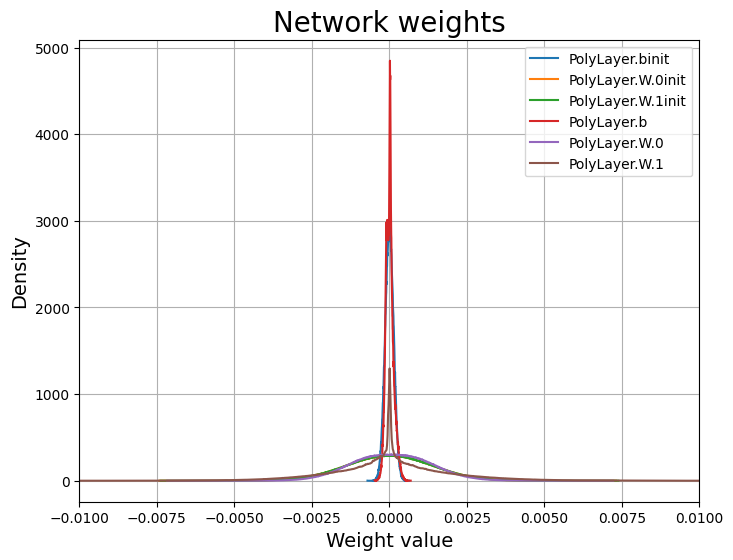 Network weights
5000
4000
3000
2000
1000
0
Density
PolyLayer.binit
PolyLayer.W.0init
PolyLayer.W.1init
PolyLayer.b
PolyLayer.W.0
PolyLayer.W.1
−0.0100 −0.0075 −0.0050 −0.0025 0.0000 0.0025 0.0050 0.0075 0.0100
Weight value